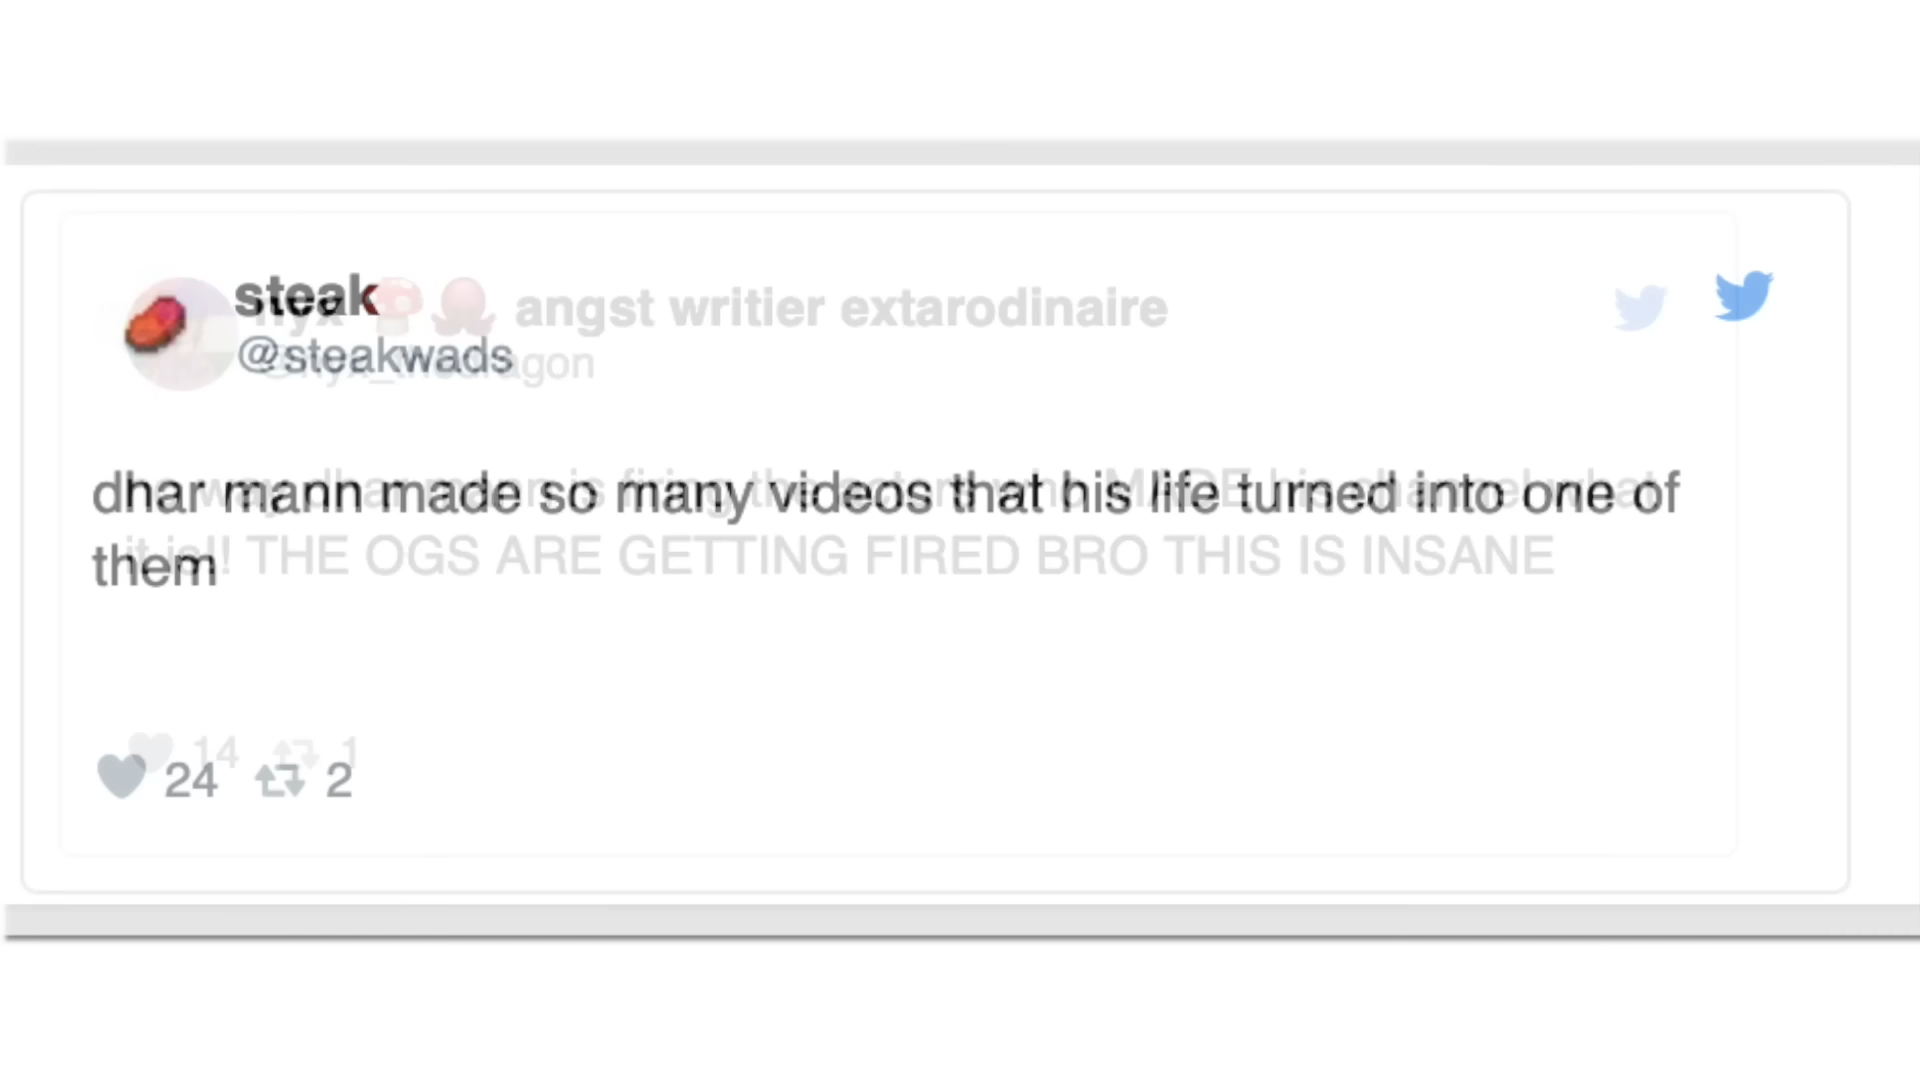 steak
angst writier extarodinaire
@steakwads
dhar mann made so many videos that his life turned into one of
them
THE OGS ARE GETTING FIRED BRO THIS IS INSANE
14 1
24 2